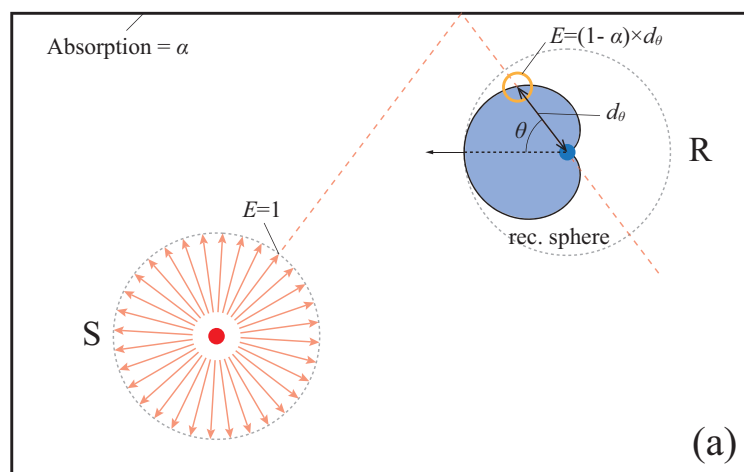 Absorption = α
E=(1- α)×dθ
dθ
θ
R
rec. sphere
E=1
S
(a)